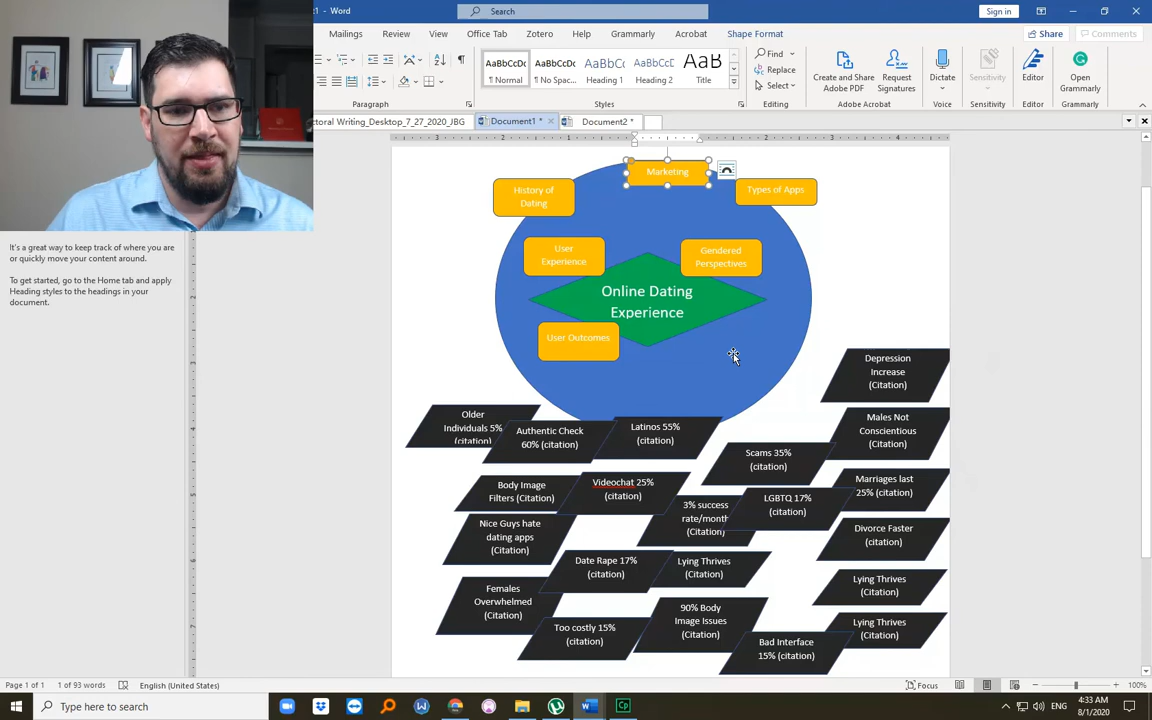 1 - Word
Search
Sign in
Mailings
Review
View
Office Tab
Zotero
Help
Grammarly
Acrobat
Shape Format
Share
Comments
AaBbCcDc
AaBbCcDc
AaBbCc
AaBbCcC
AaB
¶ Normal
¶ No Spac...
Heading 1
Heading 2
Title
Find
Replace
Select
Create and Share
Adobe PDF
Request
Signatures
Dictate
Sensitivity
Editor
Open
Grammarly
Paragraph
Styles
Editing
Adobe Acrobat
Voice
Sensitivity
Editor
Grammarly
ctoral Writing_Desktop_7_27_2020_JBG
Document1 *
Document2 *
It's a great way to keep track of where you are
or quickly move your content around.
To get started, go to the Home tab and apply
Heading styles to the headings in your
document.
Marketing
History of
Dating
Types of Apps
User
Experience
Gendered
Perspectives
Online Dating
Experience
User Outcomes
Depression
Increase
(Citation)
Older
Individuals 5%
(citation)
Authentic Check
60% (citation)
Latinos 55%
(citation)
Males Not
Conscientious
(Citation)
Scams 35%
(citation)
Body Image
Filters (Citation)
Videochat 25%
(citation)
Marriages last
25% (citation)
3% success
rate/month
(Citation)
LGBTQ 17%
(citation)
Nice Guys hate
dating apps
(Citation)
Divorce Faster
(citation)
Date Rape 17%
(citation)
Lying Thrives
(Citation)
Lying Thrives
(Citation)
Females
Overwhelmed
(Citation)
90% Body
Image Issues
(Citation)
Too costly 15%
(citation)
Lying Thrives
(Citation)
Bad Interface
15% (citation)
Page 1 of 1
1 of 93 words
English (United States)
Focus
100%
Type here to search
ENG
4:33 AM
8/1/2020